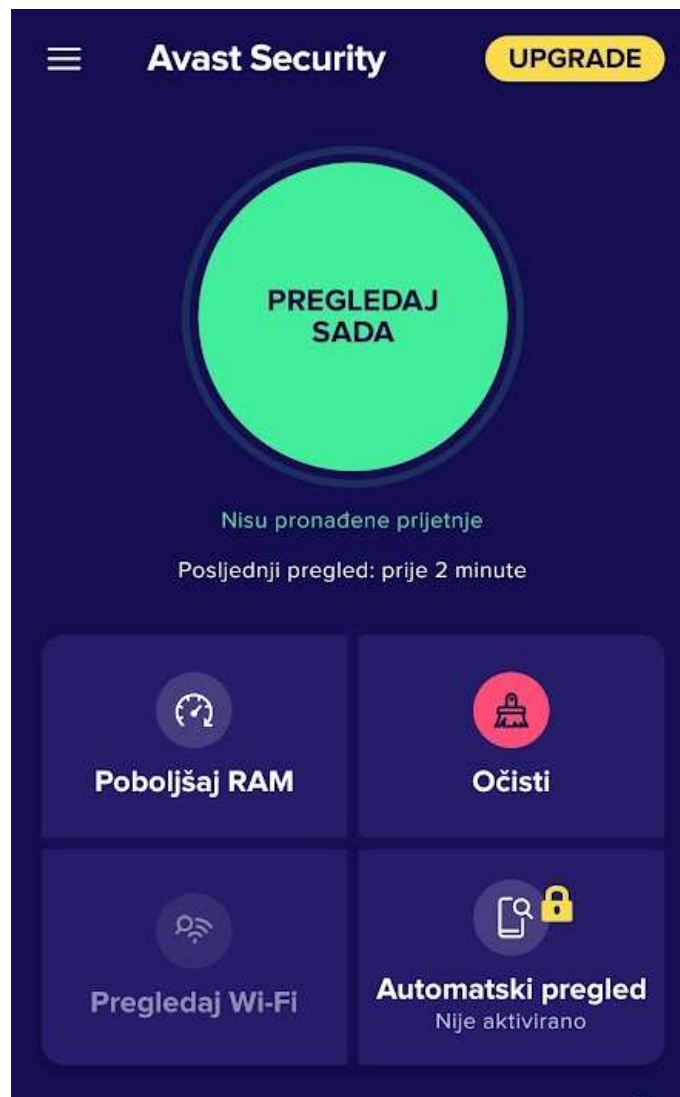 Avast Security
UPGRADE
PREGLEDAJ
SADA
Nisu pronađene prijetnje
Posljednji pregled: prije 2 minute
Poboljšaj RAM
Očisti
Pregledaj Wi-Fi
Automatski pregled
Nije aktivirano